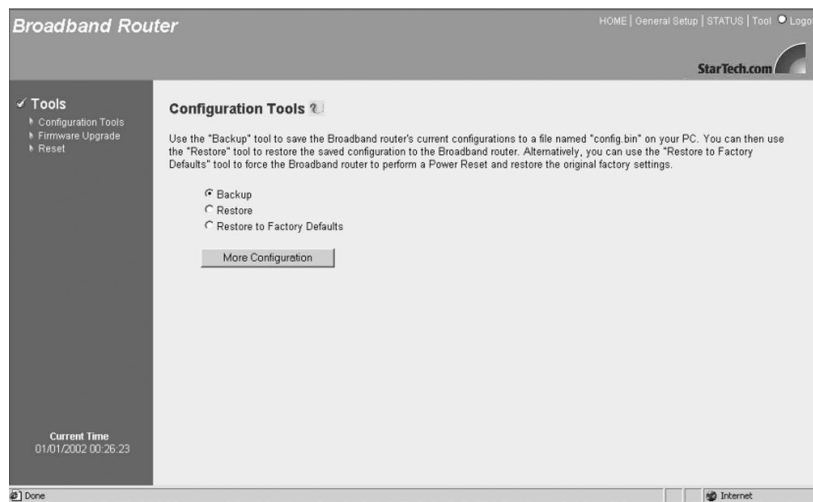 Broadband Router
HOME | General Setup | STATUS | Tool Logout
StarTech.com
Tools
Configuration Tools
Firmware Upgrade
Reset
Configuration Tools
Use the "Backup" tool to save the Broadband router's current configurations to a file named "config.bin" on your PC. You can then use
the "Restore" tool to restore the saved configuration to the Broadband router. Alternatively, you can use the "Restore to Factory
Defaults" tool to force the Broadband router to perform a Power Reset and restore the original factory settings.
Backup
Restore
Restore to Factory Defaults
More Configuration
Current Time
01/01/2002 00:26:23
Done
Internet